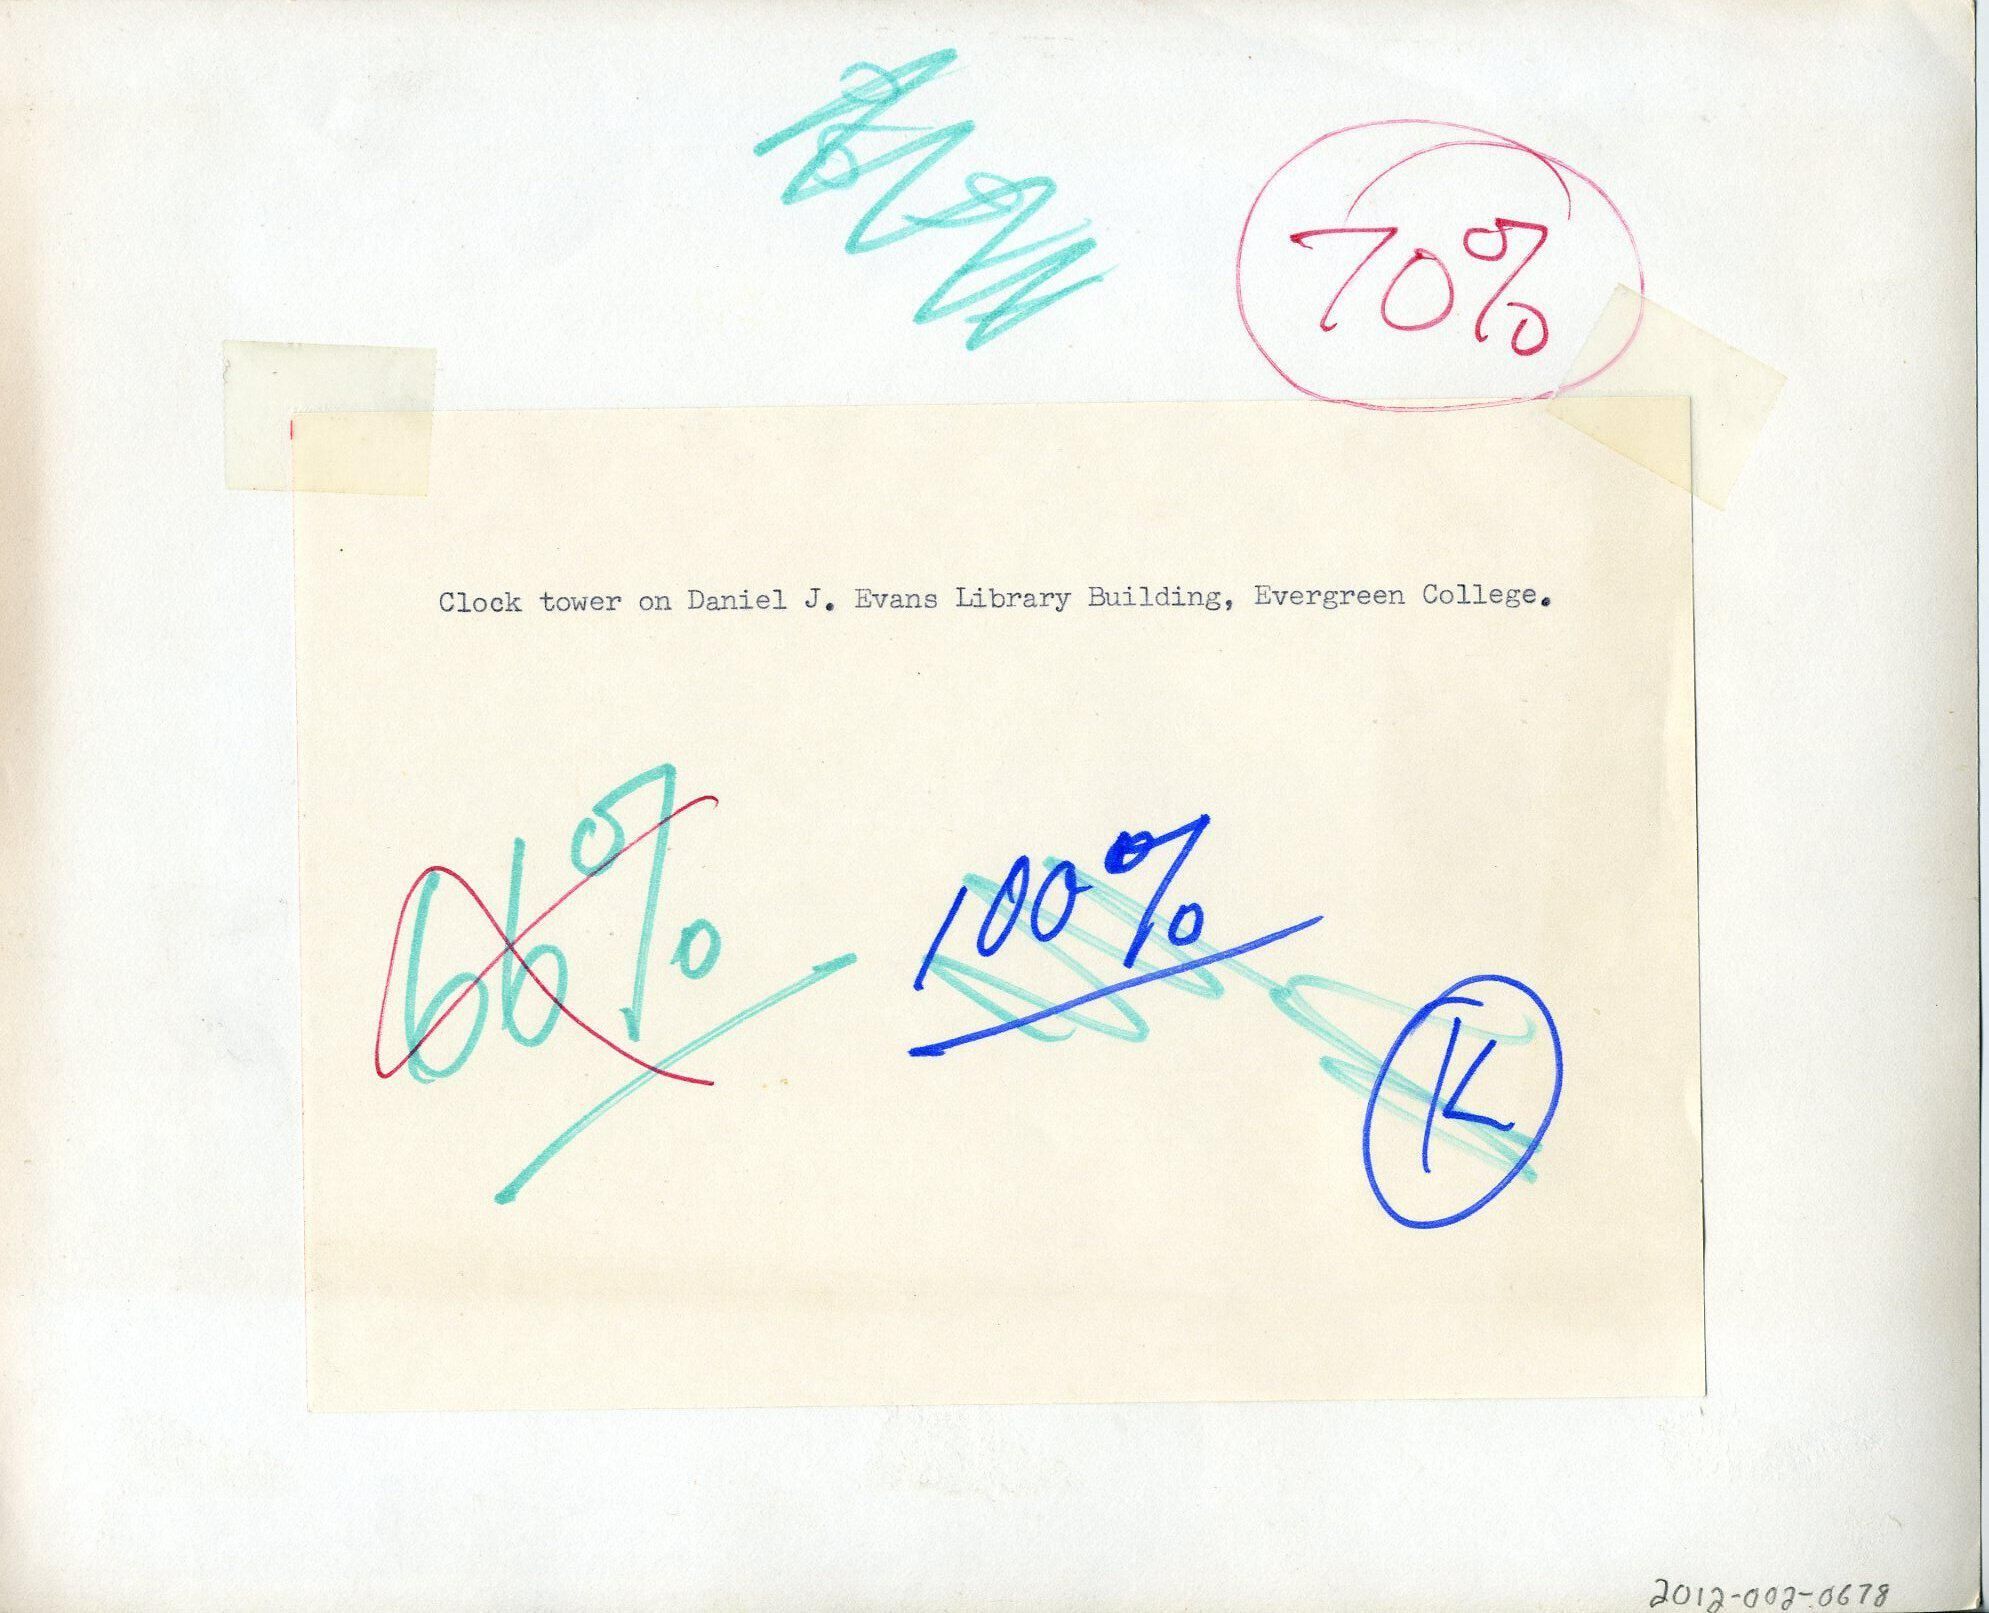 70%
Clock tower on Daniel J. Evans Library Building, Evergreen College.
66%
100%
K
2012-002-0678